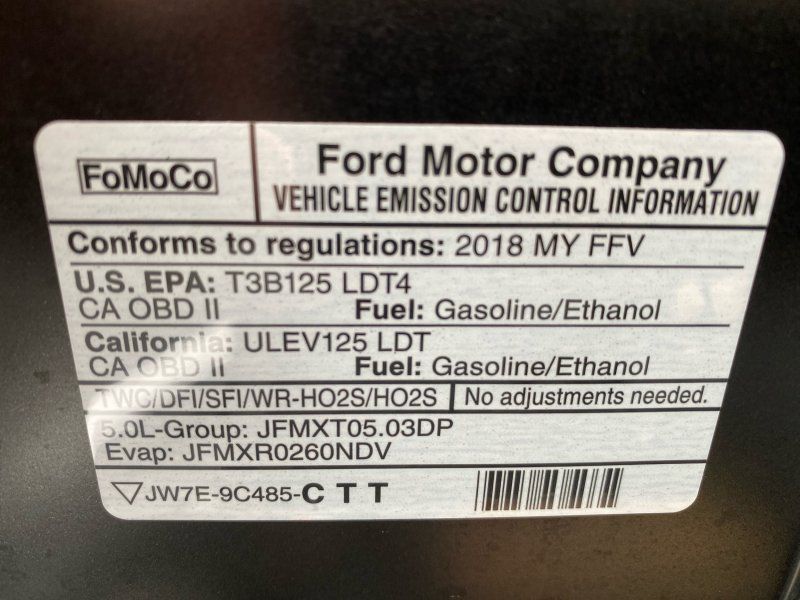 FoMoCo
Ford Motor Company
VEHICLE EMISSION CONTROL INFORMATION
Conforms to regulations: 2018 MY FFV
U.S. EPA: T3B125 LDT4
CA OBD II Fuel: Gasoline/Ethanol
California: ULEV125 LDT
CA OBD II Fuel: Gasoline/Ethanol
TWC/DFI/SFI/WR-HO2S/HO2S No adjustments needed.
5.0L-Group: JFMXT05.03DP
Evap: JFMXR0260NDV
JW7E-9C485-C T T